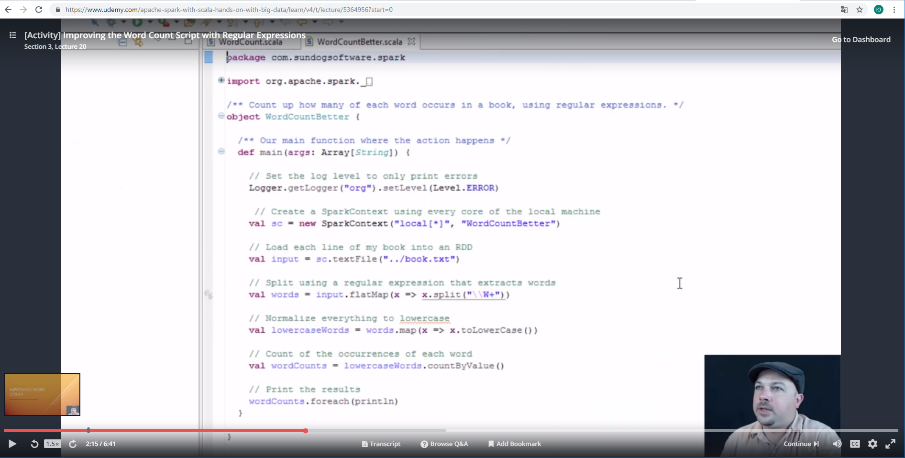 https://www.udemy.com/apache-spark-with-scala-hands-on-with-big-data/learn/v4/t/lecture/5364956?start=0
[Activity] Improving the Word Count Script with Regular Expressions
Section 3, Lecture 20
Go to Dashboard
WordCount.scala WordCountBetter.scala
package com.sundogsoftware.spark
import org.apache.spark._
/** Count up how many of each word occurs in a book, using regular expressions. */
object WordCountBetter {
/** Our main function where the action happens */
def main(args: Array[String]) {
// Set the log level to only print errors
Logger.getLogger("org").setLevel(Level.ERROR)
// Create a SparkContext using every core of the local machine
val sc = new SparkContext("local[*]", "WordCountBetter")
// Load each line of my book into an RDD
val input = sc.textFile("../book.txt")
// Split using a regular expression that extracts words
val words = input.flatMap(x => x.split("\\W+"))
// Normalize everything to lowercase
val lowercaseWords = words.map(x => x.toLowerCase())
// Count of the occurrences of each word
val wordCounts = lowercaseWords.countByValue()
// Print the results
wordCounts.foreach(println)
}
}
1.5x 2:15 / 6:41 Transcript Browse Q&A Add Bookmark Continue